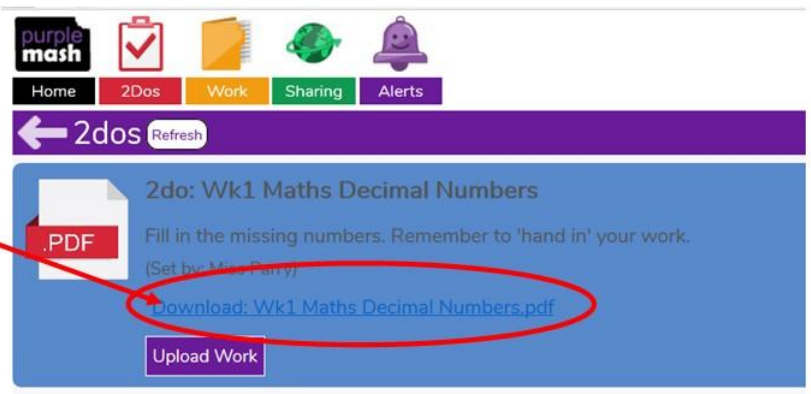 purple
mash
Home 2Dos Work Sharing Alerts
2dos Refresh
2do: Wk1 Maths Decimal Numbers
.PDF
Fill in the missing numbers. Remember to 'hand in' your work.
(Set by: Miss Parry)
Download: Wk1 Maths Decimal Numbers.pdf
Upload Work